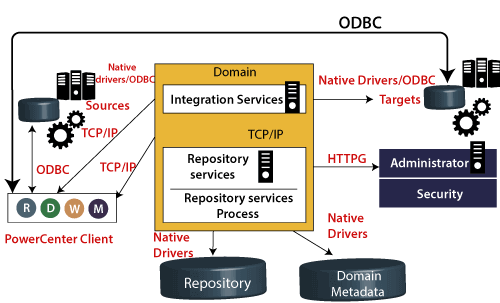 ODBC
Native
drivers/ODBC
Domain
Native Drivers/ODBC
Integration Services
Sources
Targets
TCP/IP
TCP/IP
TCP/IP
ODBC
Repository
services
HTTPG
Administrator
Repository services
Process
Security
R D W M
PowerCenter Client
Native
Drivers
Native
Drivers
Repository
Domain
Metadata